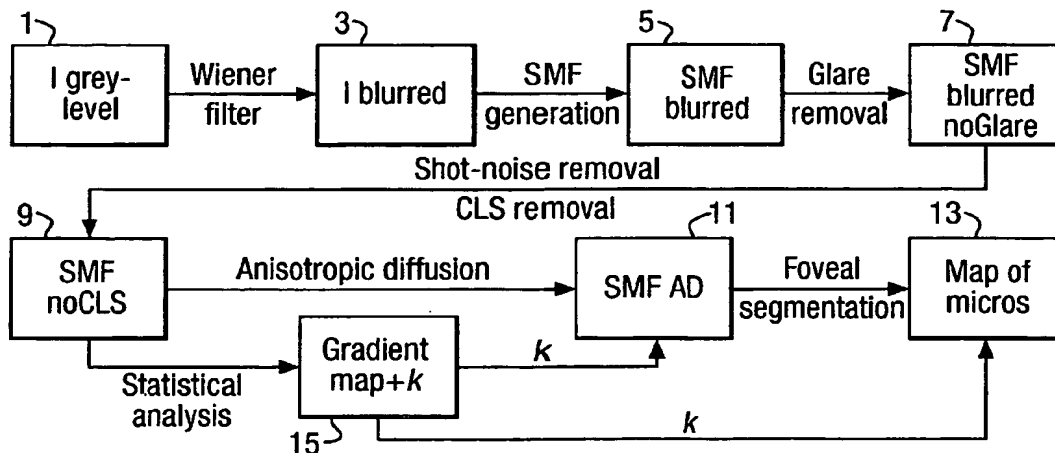 1
I grey-
level
Wiener
filter
3
I blurred
SMF
generation
5
SMF
blurred
Glare
removal
7
SMF
blurred
noGlare
Shot-noise removal
CLS removal
9
SMF
noCLS
Anisotropic diffusion
11
SMF AD
Foveal
segmentation
13
Map of
micros
Statistical
analysis
Gradient
map+k
15
k
k